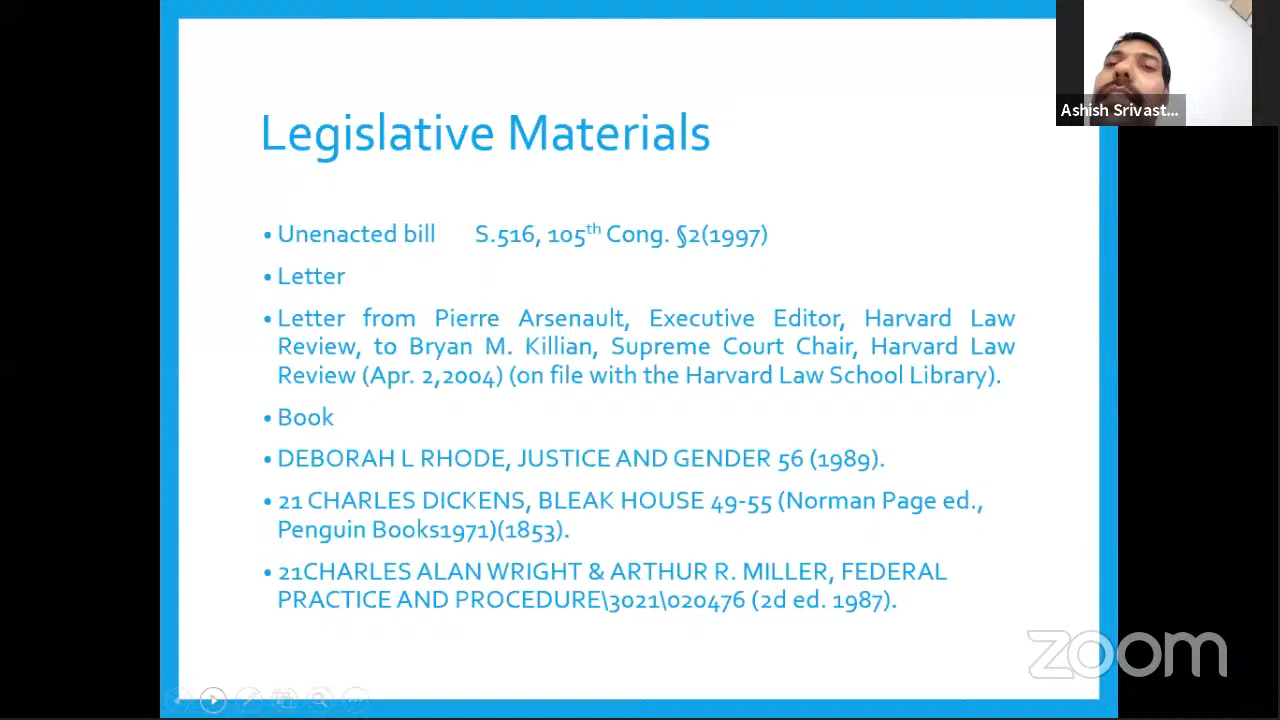 Ashish Srivast...
Legislative Materials
• Unenacted bill S.516, 105th Cong. §2(1997)
• Letter
• Letter from Pierre Arsenault, Executive Editor, Harvard Law
Review, to Bryan M. Killian, Supreme Court Chair, Harvard Law
Review (Apr. 2,2004) (on file with the Harvard Law School Library).
• Book
• DEBORAH L RHODE, JUSTICE AND GENDER 56 (1989).
• 21 CHARLES DICKENS, BLEAK HOUSE 49-55 (Norman Page ed.,
Penguin Books1971)(1853).
• 21CHARLES ALAN WRIGHT & ARTHUR R. MILLER, FEDERAL
PRACTICE AND PROCEDURE\3021\020476 (2d ed. 1987).
zoom